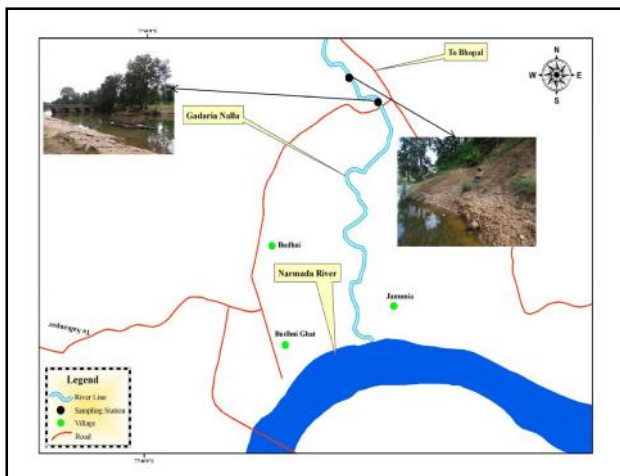 To Bhopal
N
W E
S
Gadaria Nalla
Budhni
Narmada River
Jamunia
Budhni Ghat
Legend
River Line
Sampling Station
Village
Road